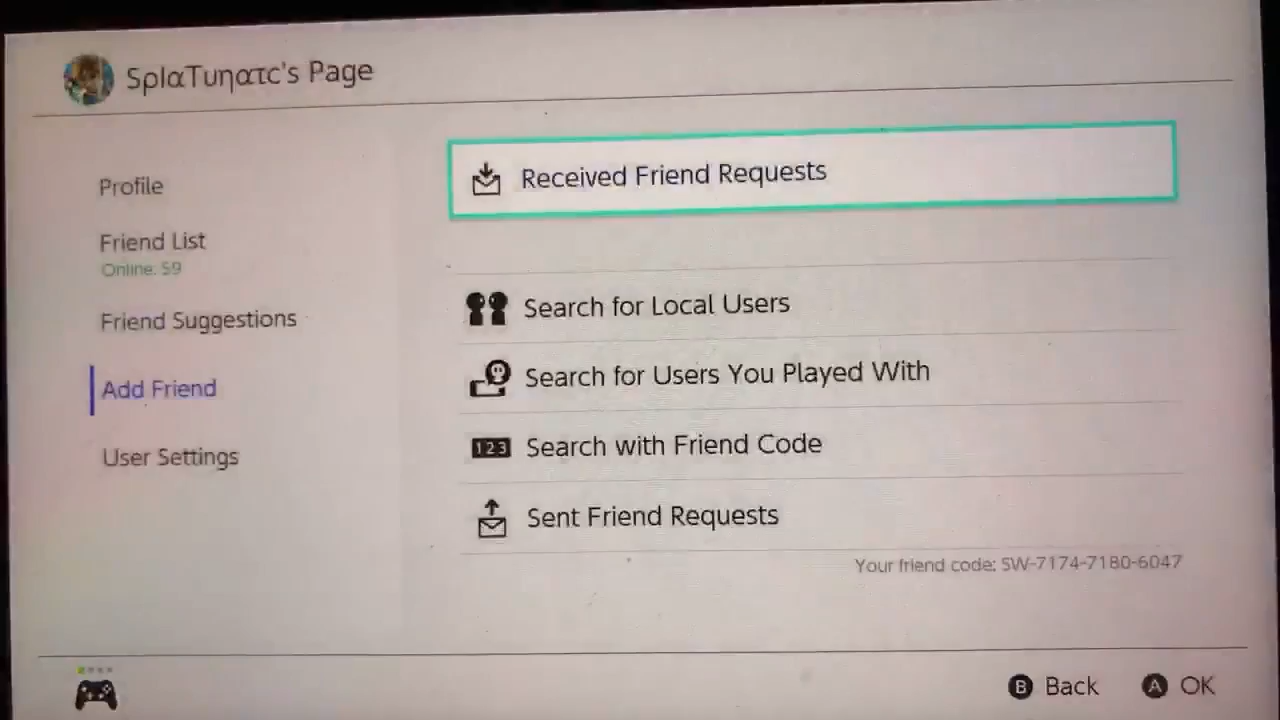 SρlαTυηατc's Page
Profile
Friend List
Online: 59
Friend Suggestions
Add Friend
User Settings
Received Friend Requests
Search for Local Users
Search for Users You Played With
123 Search with Friend Code
Sent Friend Requests
Your friend code: SW-7174-7180-6047
B Back A OK